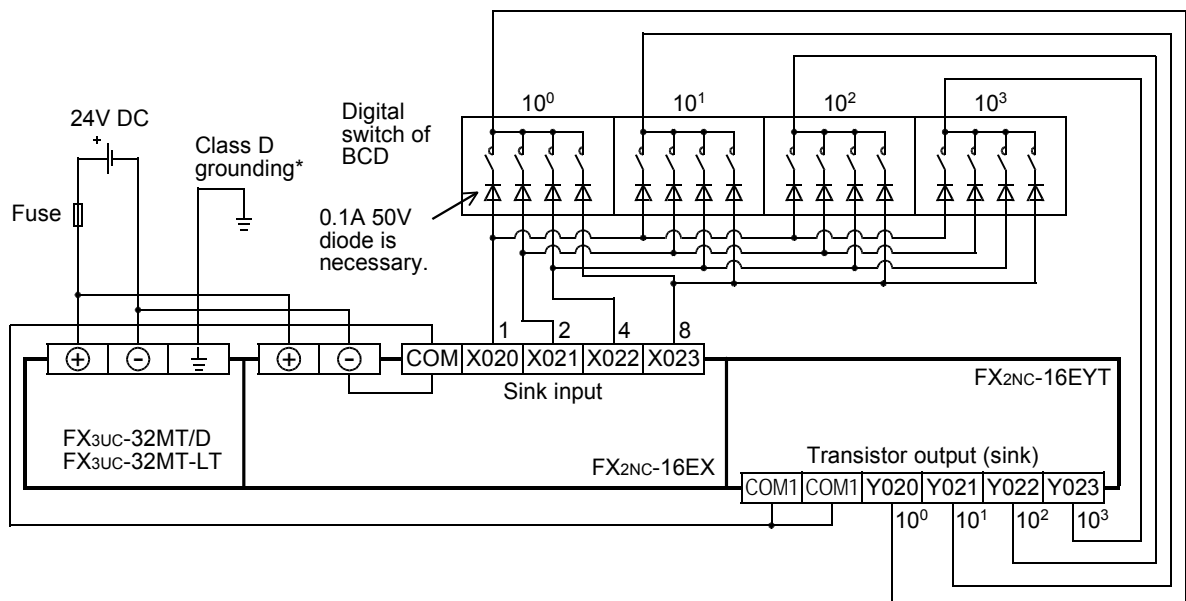 10⁰ 10¹ 10² 10³
Digital
switch of
BCD
24V DC
+
Class D
grounding*
Fuse
0.1A 50V
diode is
necessary.
1 2 4 8
+ - + - COM X020 X021 X022 X023
Sink input
FX2NC-16EYT
FX3UC-32MT/D
FX3UC-32MT-LT
FX2NC-16EX
Transistor output (sink)
COM1 COM1 Y020 Y021 Y022 Y023
10⁰ 10¹ 10² 10³